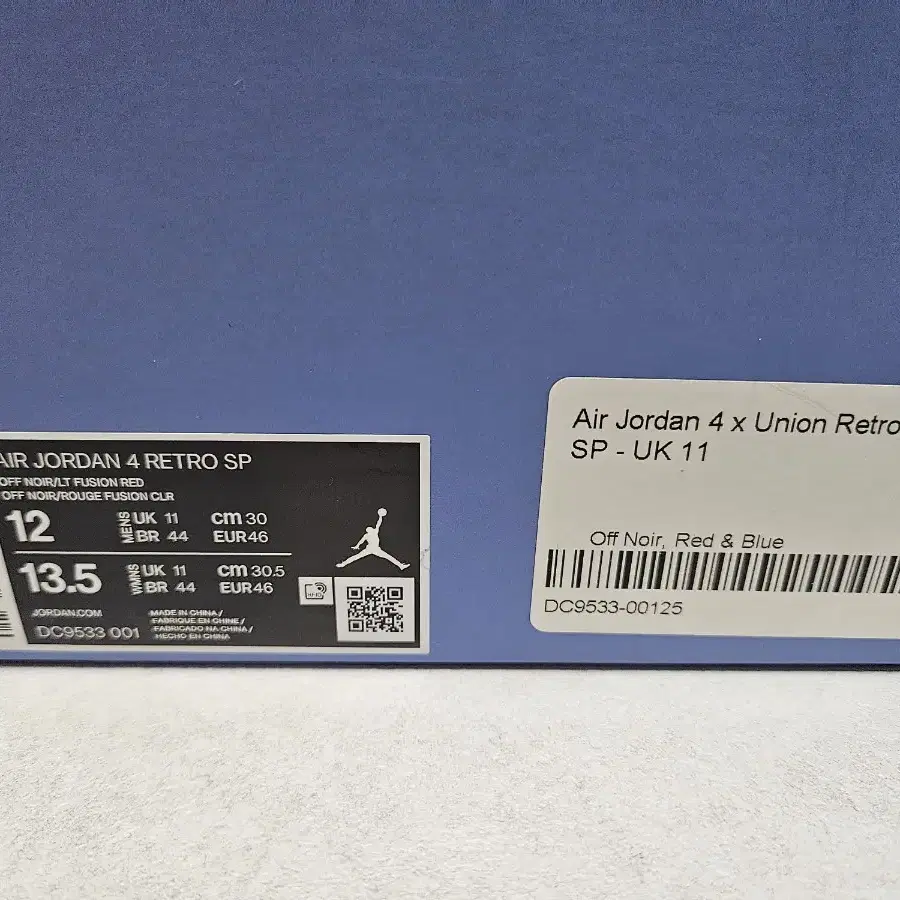 AIR JORDAN 4 RETRO SP
OFF NOIR/LT FUSION RED
OFF NOIR/ROUGE FUSION CLR
12 MENS UK 11 cm 30
BR 44 EUR46
13.5 WMNS UK 11 cm 30.5
BR 44 EUR46
JORDAN.COM
DC9533 001
MADE IN CHINA /
FABRIQUE EN CHINE /
FABRICADO NA CHINA /
HECHO EN CHINA
Air Jordan 4 x Union Retro
SP - UK 11
Off Noir, Red & Blue
DC9533-00125